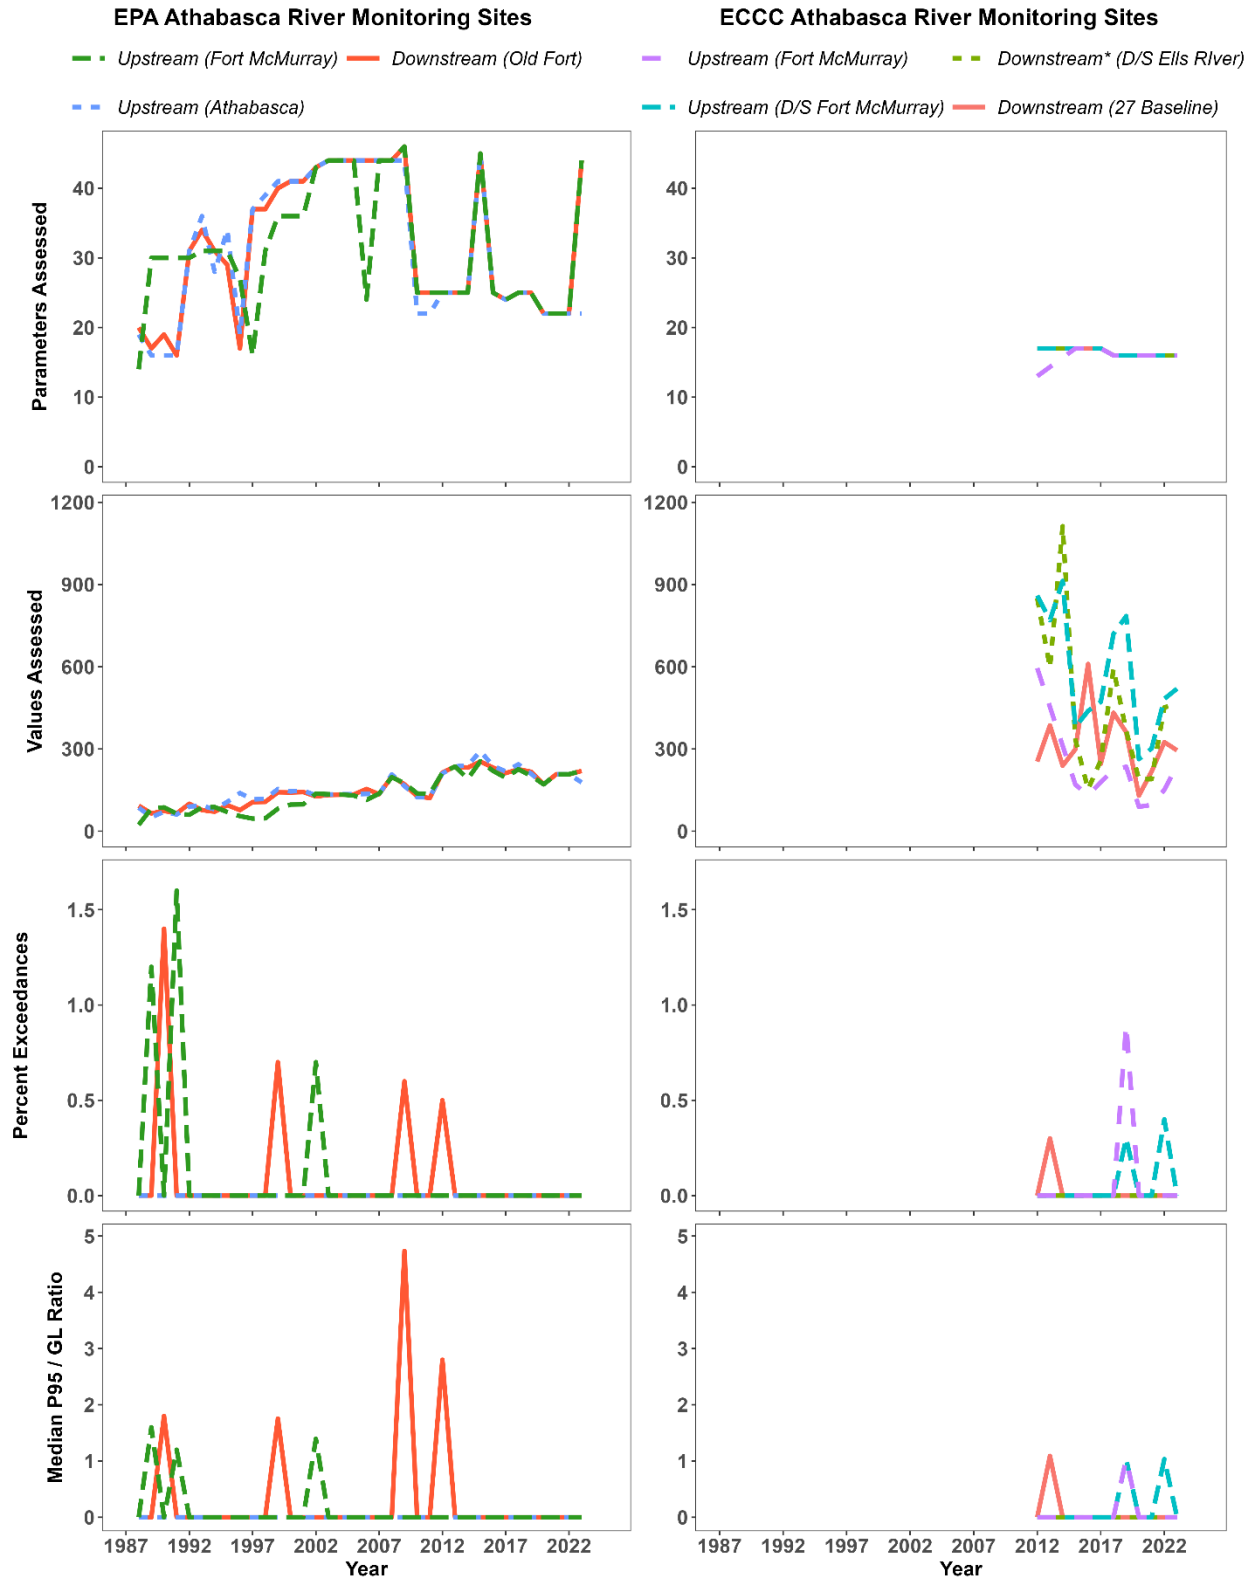 EPA Athabasca River Monitoring Sites
ECCC Athabasca River Monitoring Sites
Upstream (Fort McMurray) Downstream (Old Fort)
Upstream (Athabasca)
Upstream (Fort McMurray) Downstream* (D/S Ells RIver)
Upstream (D/S Fort McMurray) Downstream (27 Baseline)
Parameters Assessed
40
30
20
10
0
40
30
20
10
0
Values Assessed
1200
900
600
300
0
1200
900
600
300
0
Percent Exceedances
1.5
1.0
0.5
0.0
1.5
1.0
0.5
0.0
Median P95 / GL Ratio
5
4
3
2
1
0
5
4
3
2
1
0
1987 1992 1997 2002 2007 2012 2017 2022
Year
1987 1992 1997 2002 2007 2012 2017 2022
Year